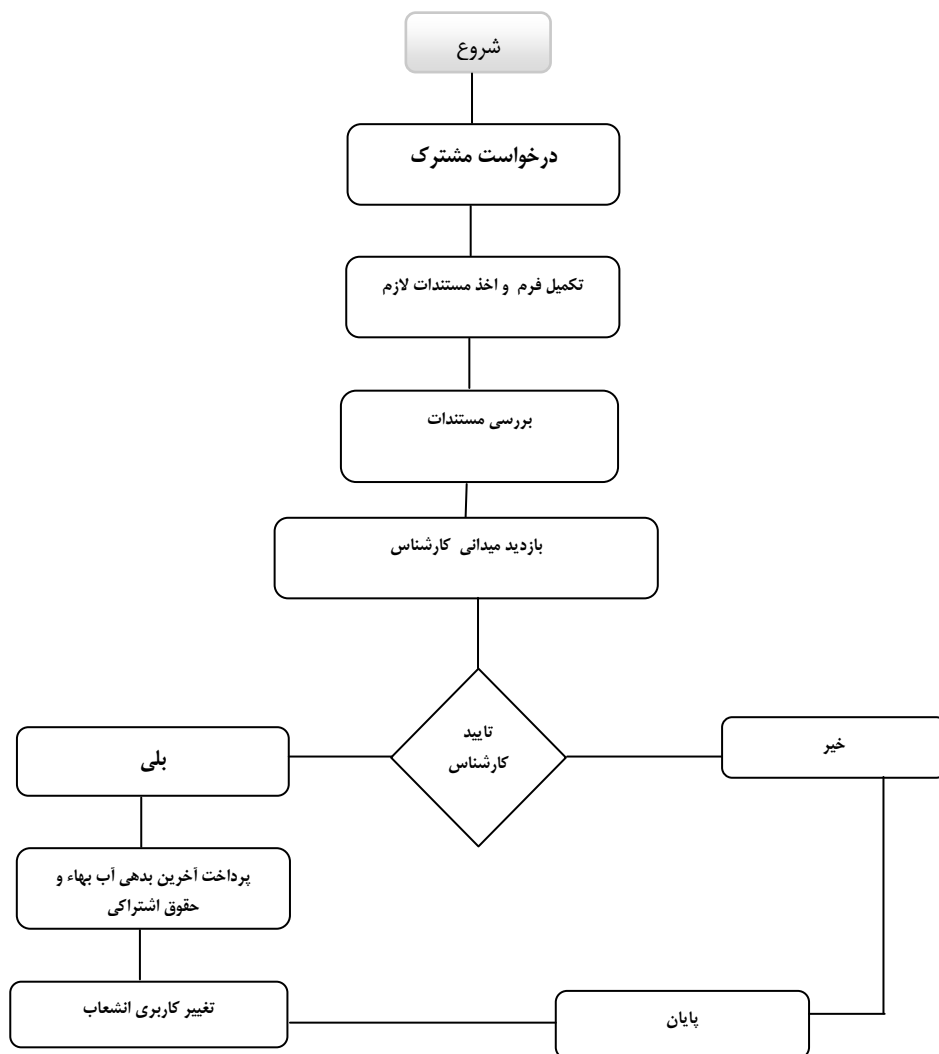 شروع
درخواست مشترک
تکمیل فرم و اخذ مستندات لازم
بررسی مستندات
بازدید میدانی کارشناس
تایید
کارشناس
خیر
بلی
پرداخت آخرین بدهی آب بهاء و
حقوق اشتراکی
تغییر کاربری انشعاب
پایان